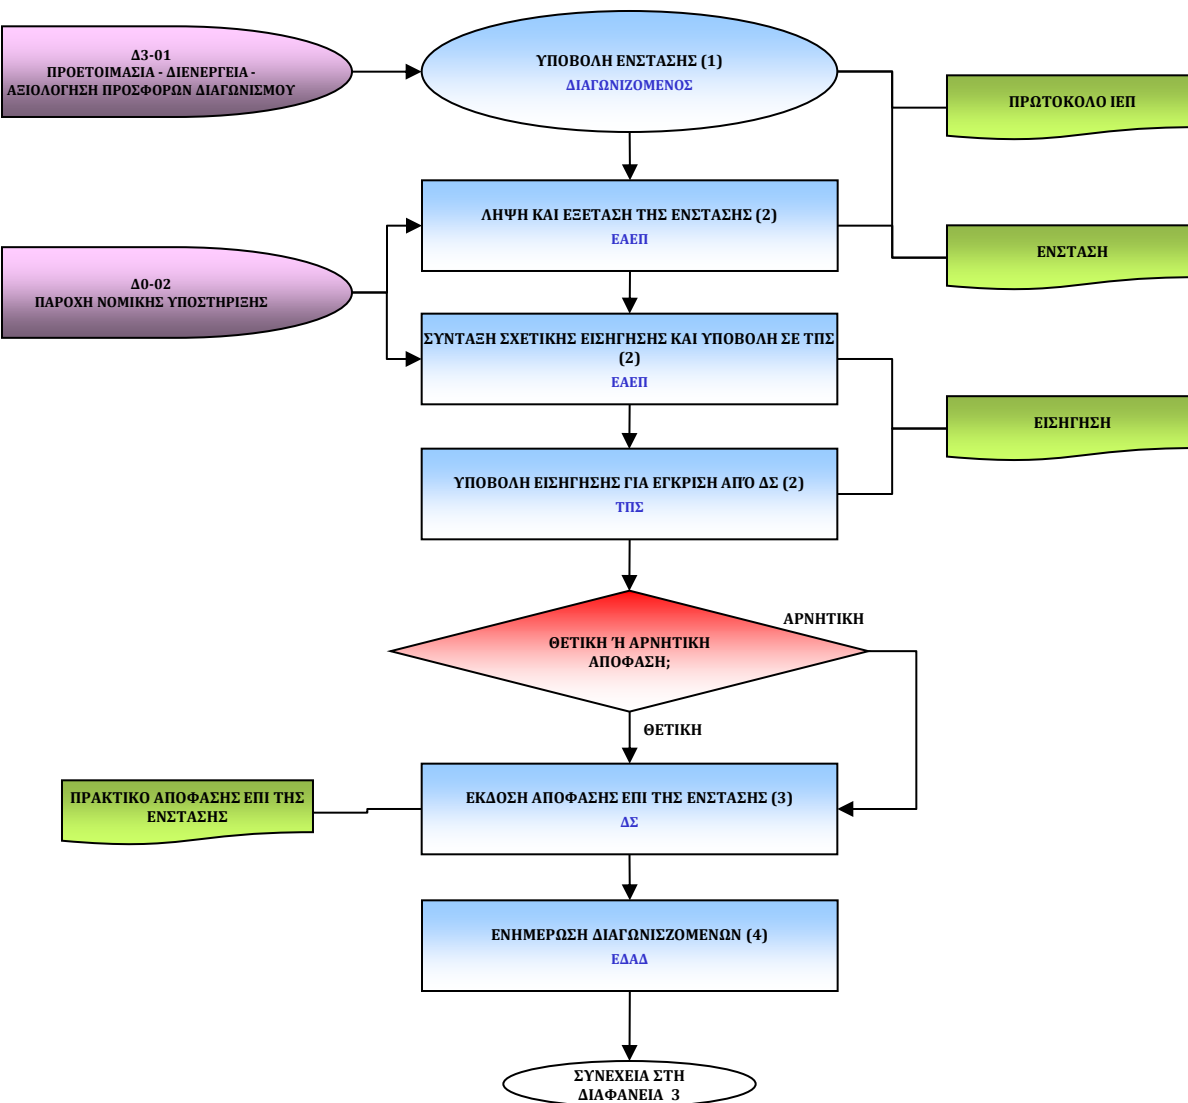 Δ3-01
ΠΡΟΕΤΟΙΜΑΣΙΑ - ΔΙΕΝΕΡΓΕΙΑ -
ΑΞΙΟΛΟΓΗΣΗ ΠΡΟΣΦΟΡΩΝ ΔΙΑΓΩΝΙΣΜΟΥ
ΥΠΟΒΟΛΗ ΕΝΣΤΑΣΗΣ (1)
ΔΙΑΓΩΝΙΖΟΜΕΝΟΣ
ΠΡΩΤΟΚΟΛΟ ΙΕΠ
ΛΗΨΗ ΚΑΙ ΕΞΕΤΑΣΗ ΤΗΣ ΕΝΣΤΑΣΗΣ (2)
ΕΑΕΠ
ΕΝΣΤΑΣΗ
Δ0-02
ΠΑΡΟΧΗ ΝΟΜΙΚΗΣ ΥΠΟΣΤΗΡΙΞΗΣ
ΣΥΝΤΑΞΗ ΣΧΕΤΙΚΗΣ ΕΙΣΗΓΗΣΗΣ ΚΑΙ ΥΠΟΒΟΛΗ ΣΕ ΤΠΣ
(2)
ΕΑΕΠ
ΕΙΣΗΓΗΣΗ
ΥΠΟΒΟΛΗ ΕΙΣΗΓΗΣΗΣ ΓΙΑ ΕΓΚΡΙΣΗ ΑΠΌ ΔΣ (2)
ΤΠΣ
ΑΡΝΗΤΙΚΗ
ΘΕΤΙΚΗ Ή ΑΡΝΗΤΙΚΗ
ΑΠΟΦΑΣΗ;
ΘΕΤΙΚΗ
ΠΡΑΚΤΙΚΟ ΑΠΟΦΑΣΗΣ ΕΠΙ ΤΗΣ
ΕΝΣΤΑΣΗΣ
ΕΚΔΟΣΗ ΑΠΟΦΑΣΗΣ ΕΠΙ ΤΗΣ ΕΝΣΤΑΣΗΣ (3)
ΔΣ
ΕΝΗΜΕΡΩΣΗ ΔΙΑΓΩΝΙΣΖΟΜΕΝΩΝ (4)
ΕΔΑΔ
ΣΥΝΕΧΕΙΑ ΣΤΗ
ΔΙΑΦΑΝΕΙΑ 3